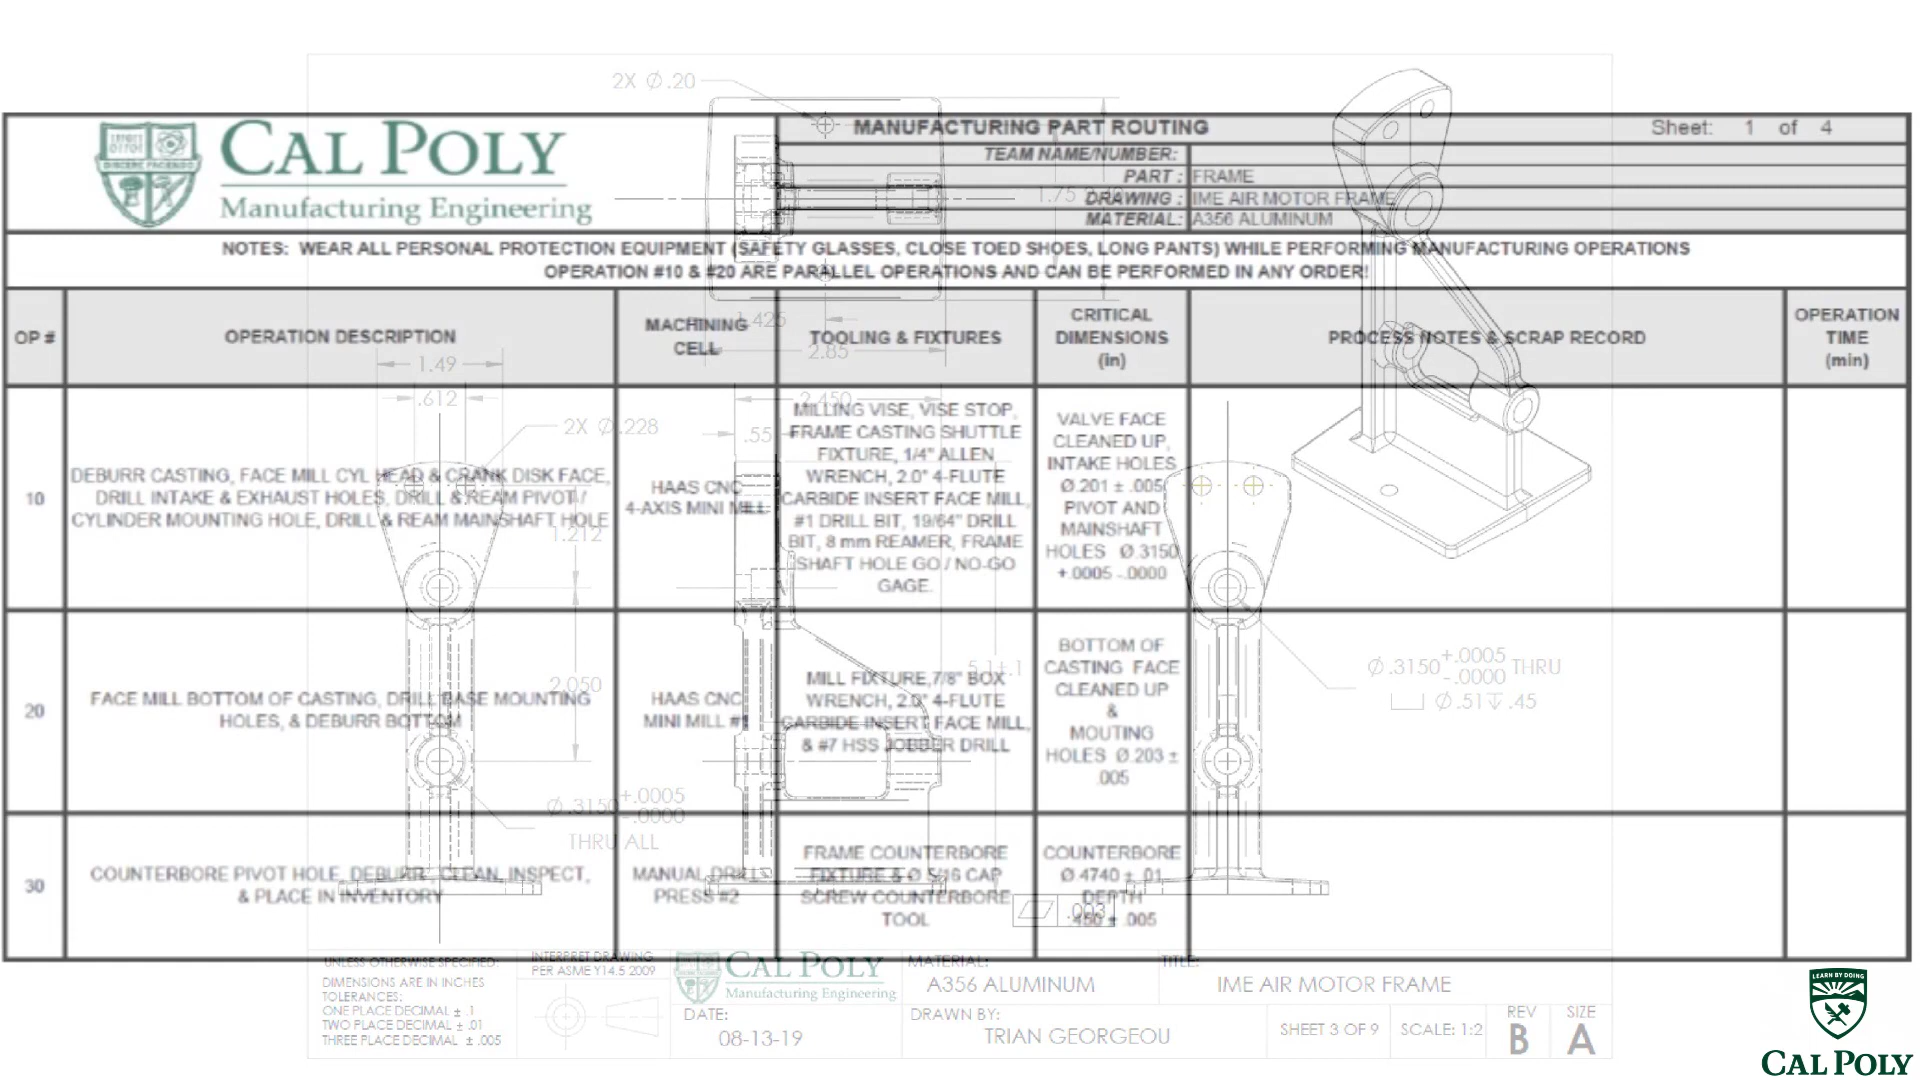 CAL POLY
Manufacturing Engineering
MANUFACTURING PART ROUTING
Sheet: 1 of 4
TEAM NAME/NUMBER:
PART : FRAME
DRAWING : IME AIR MOTOR FRAME
MATERIAL: A356 ALUMINUM
NOTES: WEAR ALL PERSONAL PROTECTION EQUIPMENT (SAFETY GLASSES, CLOSE TOED SHOES, LONG PANTS) WHILE PERFORMING MANUFACTURING OPERATIONS
OPERATION #10 & #20 ARE PARALLEL OPERATIONS AND CAN BE PERFORMED IN ANY ORDER!
OP #
OPERATION DESCRIPTION
MACHINING
CELL
TOOLING & FIXTURES
CRITICAL
DIMENSIONS
(in)
PROCESS NOTES & SCRAP RECORD
OPERATION
TIME
(min)
10
DEBURR CASTING, FACE MILL CYL HEAD & CRANK DISK FACE,
DRILL INTAKE & EXHAUST HOLES, DRILL & REAM PIVOT /
CYLINDER MOUNTING HOLE, DRILL & REAM MAINSHAFT HOLE
HAAS CNC
4-AXIS MINI MILL
MILLING VISE, VISE STOP,
FRAME CASTING SHUTTLE
FIXTURE, 1/4" ALLEN
WRENCH, 2.0" 4-FLUTE
CARBIDE INSERT FACE MILL,
#1 DRILL BIT, 19/64" DRILL
BIT, 8 mm REAMER, FRAME
SHAFT HOLE GO / NO-GO
GAGE.
VALVE FACE
CLEANED UP,
INTAKE HOLES
Ø.201 ± .005
PIVOT AND
MAINSHAFT
HOLES Ø.3150
+.0005 -.0000
20
FACE MILL BOTTOM OF CASTING, DRILL BASE MOUNTING
HOLES, & DEBURR BOTTOM
HAAS CNC
MINI MILL #1
MILL FIXTURE,7/8" BOX
WRENCH, 2.0" 4-FLUTE
CARBIDE INSERT FACE MILL,
& #7 HSS JOBBER DRILL
BOTTOM OF
CASTING FACE
CLEANED UP
&
MOUTING
HOLES Ø.203 ±
.005
30
COUNTERBORE PIVOT HOLE, DEBURR, CLEAN, INSPECT,
& PLACE IN INVENTORY
MANUAL DRILL
PRESS #2
FRAME COUNTERBORE
FIXTURE & Ø 5/16 CAP
SCREW COUNTERBORE
TOOL
COUNTERBORE
Ø.4740 ± .01
DEPTH
.450 ± .005
2X Ø.20
1.75
1.425
2.85
1.49
.612
2X Ø.228
2.450
.55
1.212
2.050
5.1±.1
Ø.3150 +.0005 -.0000
THRU ALL
Ø.3150 +.0005 -.0000 THRU
⌴ Ø.51↧.45
.003
UNLESS OTHERWISE SPECIFIED:
DIMENSIONS ARE IN INCHES
TOLERANCES:
ONE PLACE DECIMAL ± .1
TWO PLACE DECIMAL ± .01
THREE PLACE DECIMAL ± .005
INTERPRET DRAWING
PER ASME Y14.5 2009
CAL POLY
Manufacturing Engineering
DATE:
08-13-19
MATERIAL:
A356 ALUMINUM
DRAWN BY:
TRIAN GEORGEOU
TITLE:
IME AIR MOTOR FRAME
SHEET 3 OF 9
SCALE: 1:2
REV
B
SIZE
A
LEARN BY DOING
CAL POLY